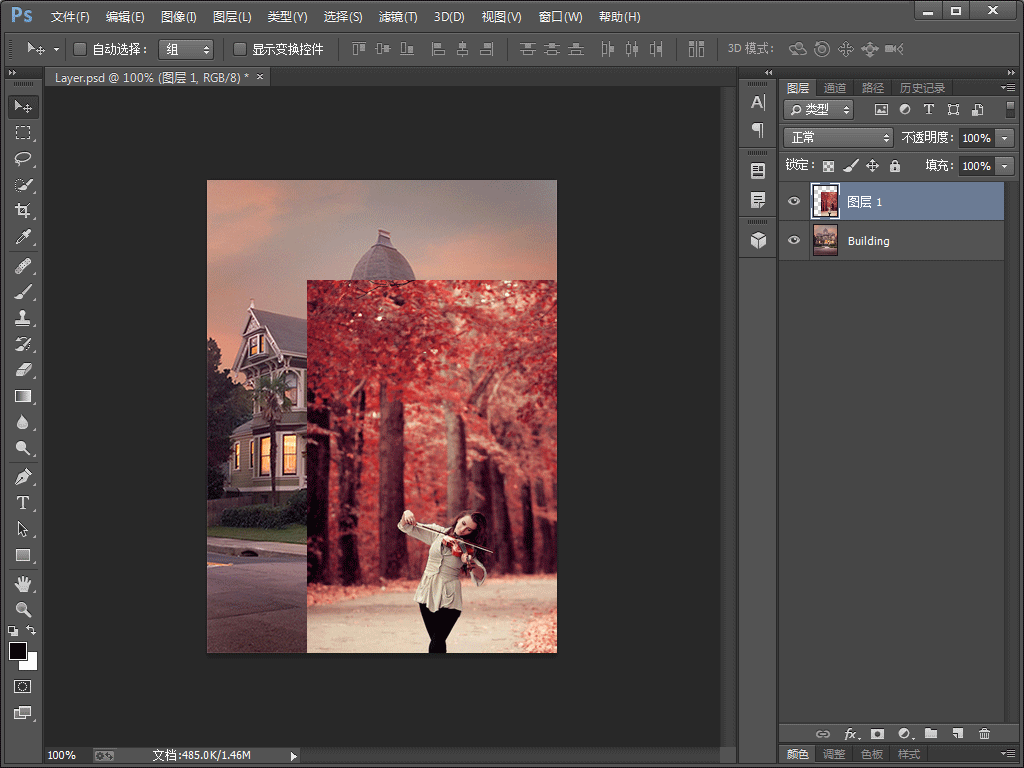 Ps 文件(F) 编辑(E) 图像(I) 图层(L) 类型(Y) 选择(S) 滤镜(T) 3D(D) 视图(V) 窗口(W) 帮助(H)
自动选择： 组 显示变换控件 3D 模式：
Layer.psd @ 100% (图层 1, RGB/8) * ×
图层 通道 路径 历史记录
类型
正常 不透明度： 100%
锁定： 填充： 100%
图层 1
Building
100% 文档:485.0K/1.46M
颜色 调整 色板 样式